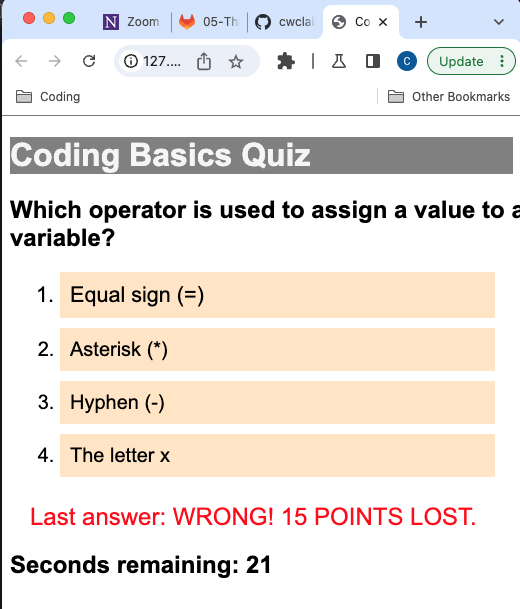 N Zoom 05-Th cwclai Co
127.... C Update
Coding Other Bookmarks
Coding Basics Quiz
Which operator is used to assign a value to a
variable?
1. Equal sign (=)
2. Asterisk (*)
3. Hyphen (-)
4. The letter x
Last answer: WRONG! 15 POINTS LOST.
Seconds remaining: 21